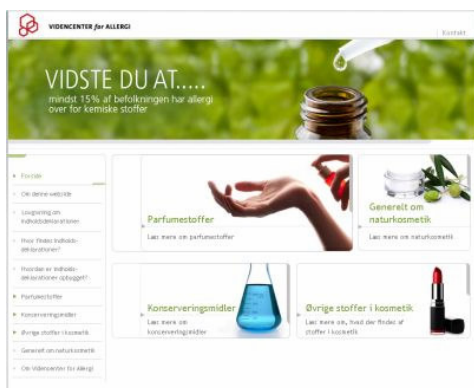 VIDENCENTER for ALLERGI
Kontakt
VIDSTE DU AT.....
mindst 15% af befolkningen har allergi
over for kemiske stoffer
Forside
Om denne webside
Lovgivning om
indholdsdeklarationer
Hvor findes indholds-
deklarationer?
Hvordan er indholds-
deklarationer opbygget?
Parfumestoffer
Konserveringsmidler
Øvrige stoffer i kosmetik
Generelt om naturkosmetik
Om Videncenter for allergi
Parfumestoffer
Læs mere om parfumestoffer
Generelt om
naturkosmetik
Læs mere om naturkosmetik
Konserveringsmidler
Læs mere om
konserveringsmidler
Øvrige stoffer i kosmetik
Læs mere om, hvad der findes af
stoffer i kosmetik